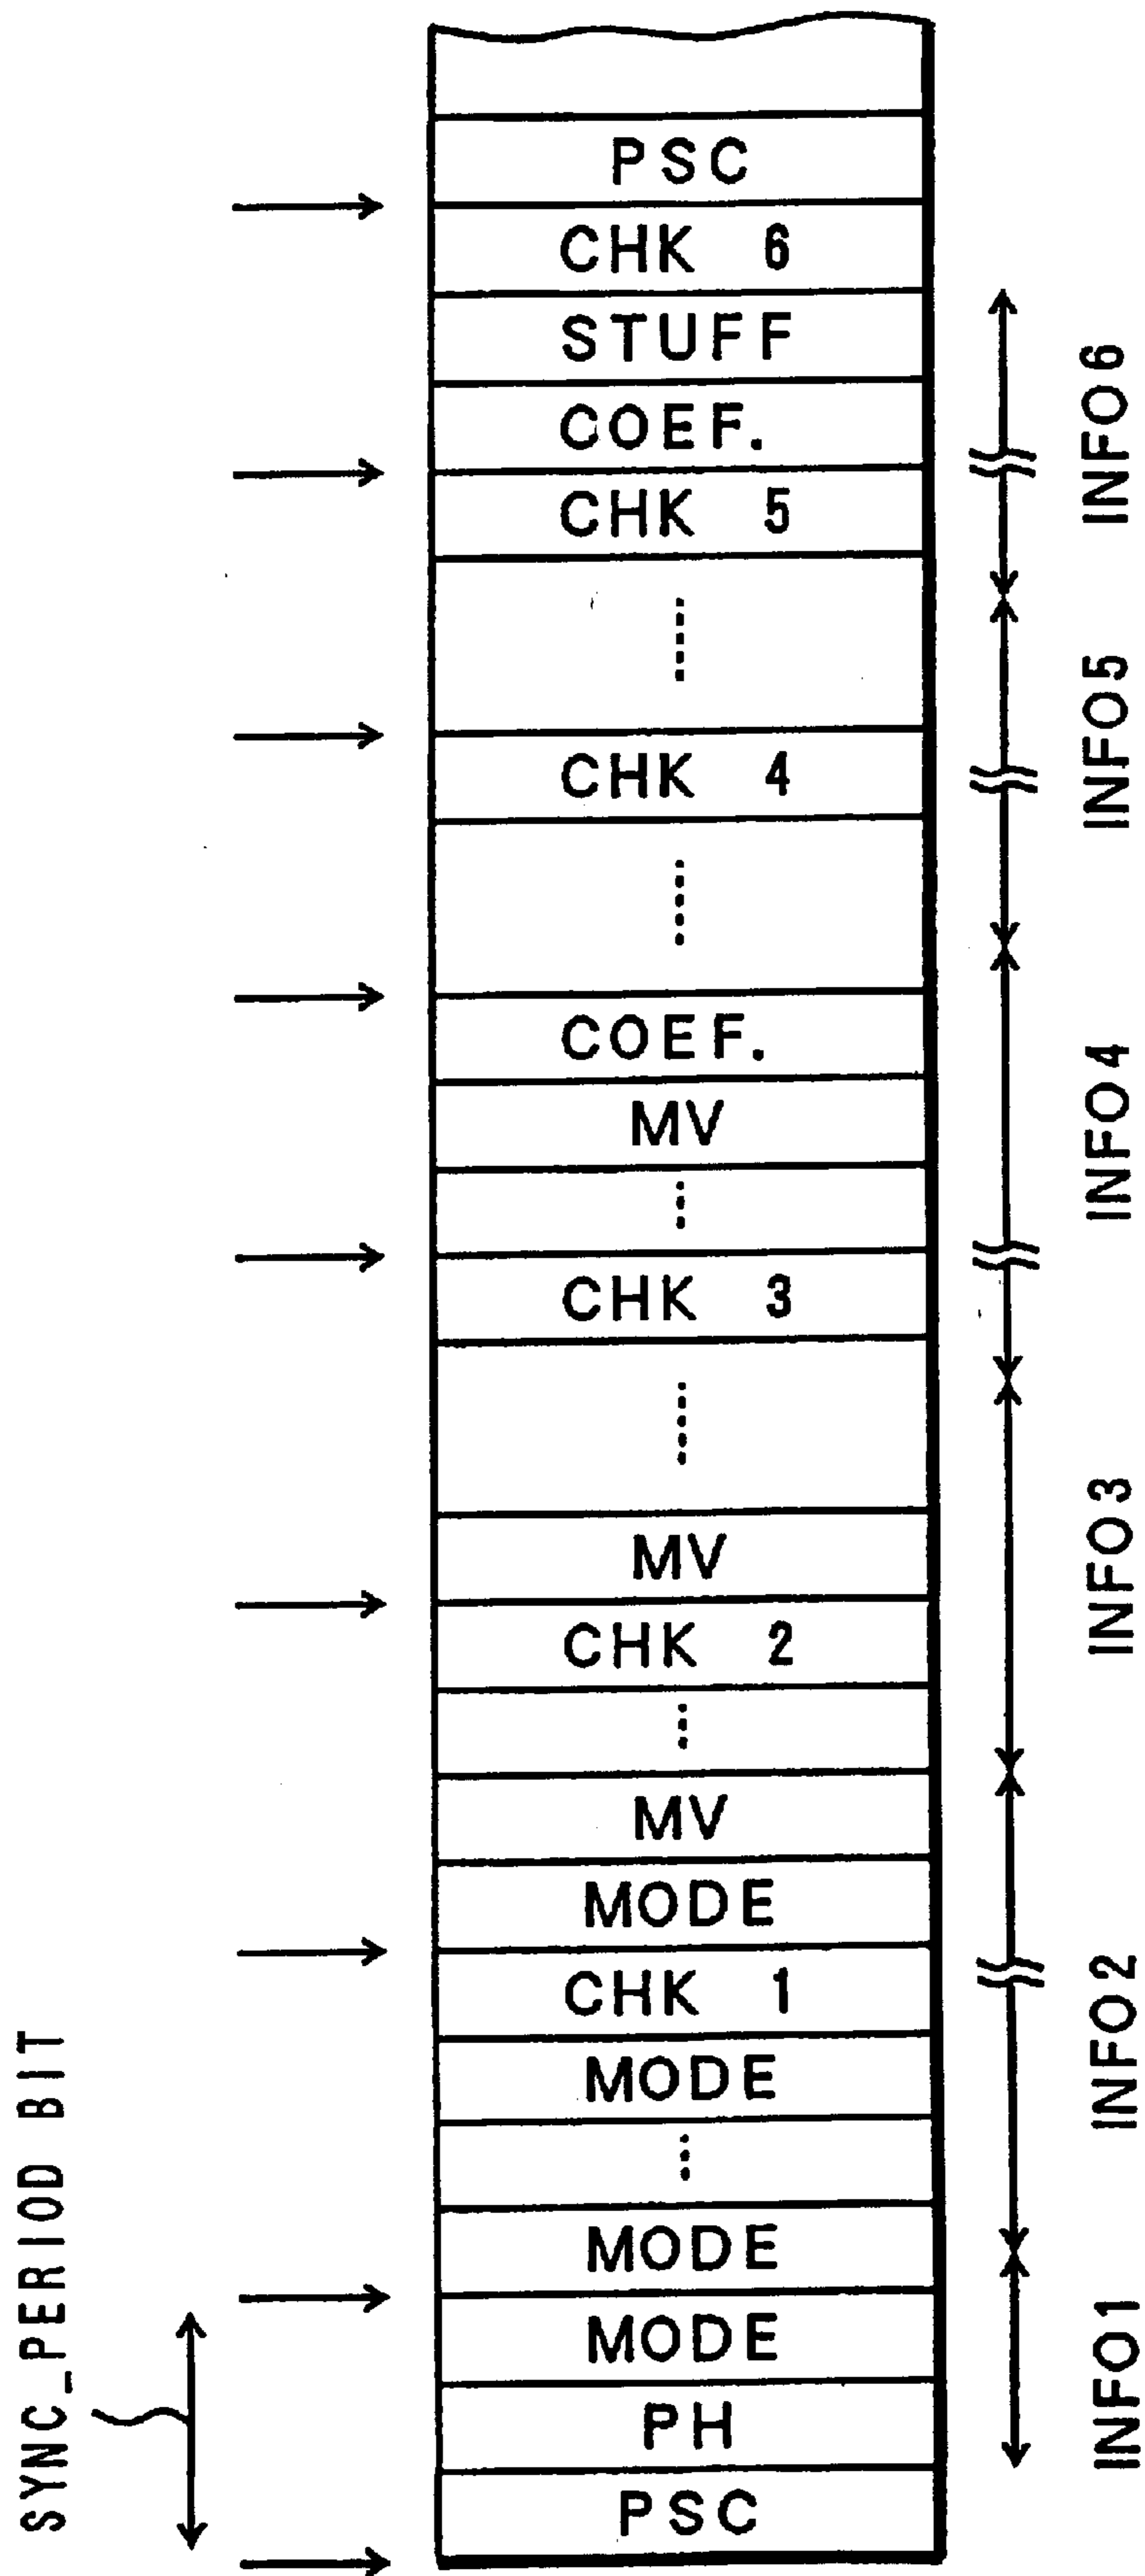 PSC
CHK 6
STUFF
COEF.
CHK 5
CHK 4
COEF.
MV
CHK 3
MV
CHK 2
MV
MODE
CHK 1
MODE
MODE
MODE
PH
PSC
INFO6
INFO5
INFO4
INFO3
INFO2
INFO1
SYNC_PERIOD BIT